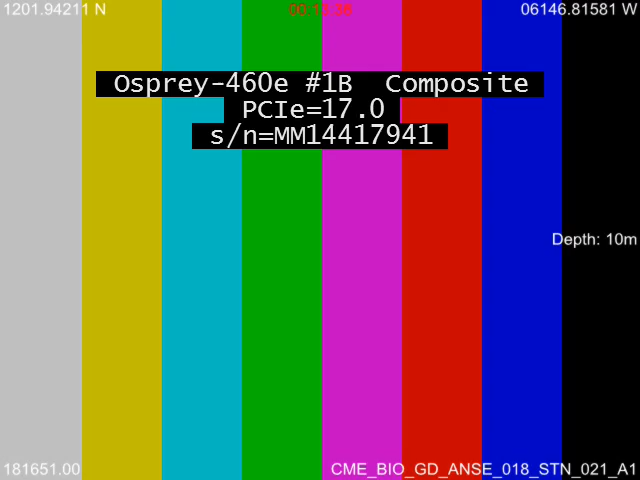 1201.94211 N
00:13:36
06146.81581 W
Osprey-460e #1B Composite
PCIe=17.0
s/n=MM14417941
Depth: 10m
181651.00
CME_BIO_GD_ANSE_018_STN_021_A1